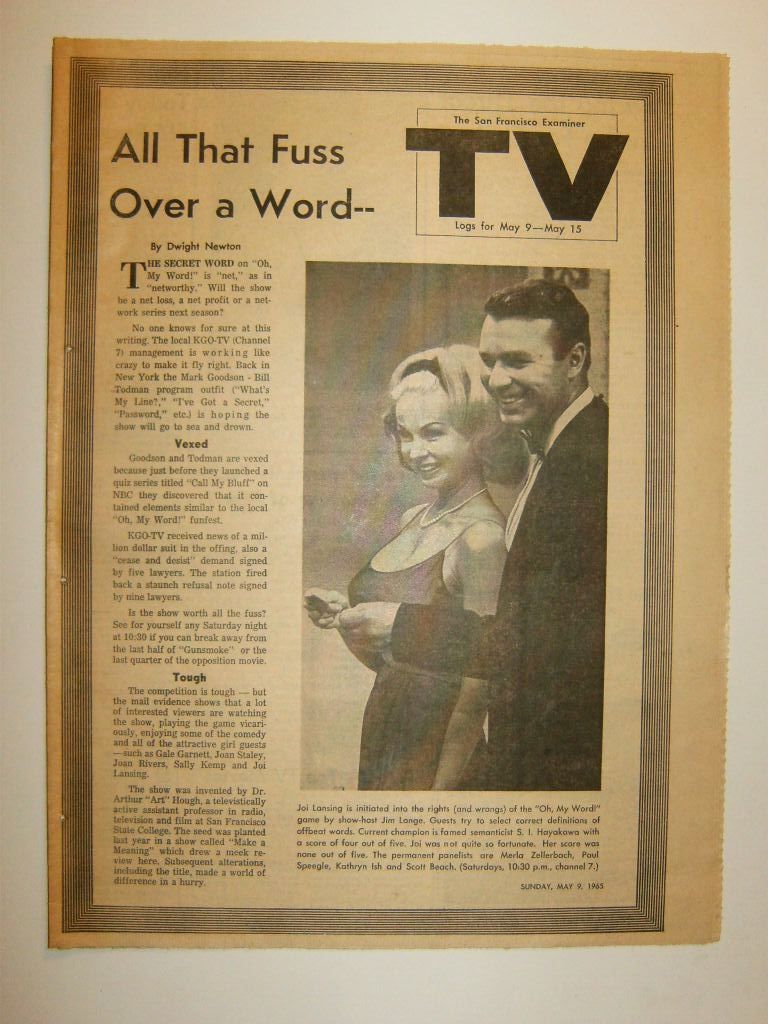 All That Fuss
Over a Word--
The San Francisco Examiner
TV
Logs for May 9—May 15
By Dwight Newton
THE SECRET WORD on "Oh,
My Word!" is "net," as in
"networthy." Will the show
be a net loss, a net profit or a net-
work series next season?
No one knows for sure at this
writing. The local KGO-TV (Channel
7) management is working like
crazy to make it fly right. Back in
New York the Mark Goodson - Bill
Todman program outfit ("What's
My Line?," "I've Got a Secret,"
"Password," etc.) is hoping the
show will go to sea and drown.
Vexed
Goodson and Todman are vexed
because just before they launched a
quiz series titled "Call My Bluff" on
NBC they discovered that it con-
tained elements similar to the local
"Oh, My Word!" funfest.
KGO-TV received news of a mil-
lion dollar suit in the offing, also a
"cease and desist" demand signed
by five lawyers. The station fired
back a staunch refusal note signed
by nine lawyers.
Is the show worth all the fuss?
See for yourself any Saturday night
at 10:30 if you can break away from
the last half of "Gunsmoke" or the
last quarter of the opposition movie.
Tough
The competition is tough — but
the mail evidence shows that a lot
of interested viewers are watching
the show, playing the game vicari-
ously, enjoying some of the comedy
and all of the attractive girl guests
—such as Gale Garnett, Joan Staley,
Joan Rivers, Sally Kemp and Joi
Lansing.
The show was invented by Dr.
Arthur "Art" Hough, a televistically
active assistant professor in radio,
television and film at San Francisco
State College. The seed was planted
last year in a show called "Make a
Meaning" which drew a meek re-
view here. Subsequent alterations,
including the title, made a world of
difference in a hurry.
Joi Lansing is initiated into the rights (and wrangs) of the "Oh, My Word!"
game by show-host Jim Lange. Guests try to select correct definitions of
offbeat words. Current champion is famed semanticist S. I. Hayakawa with
a score of four out of five. Joi was not quite so fortunate. Her score was
none out of five. The permanent panelists are Merla Zellerbach, Paul
Speegle, Kathryn Ish and Scott Beach. (Saturdays, 10:30 p.m., channel 7.)
SUNDAY, MAY 9, 1965